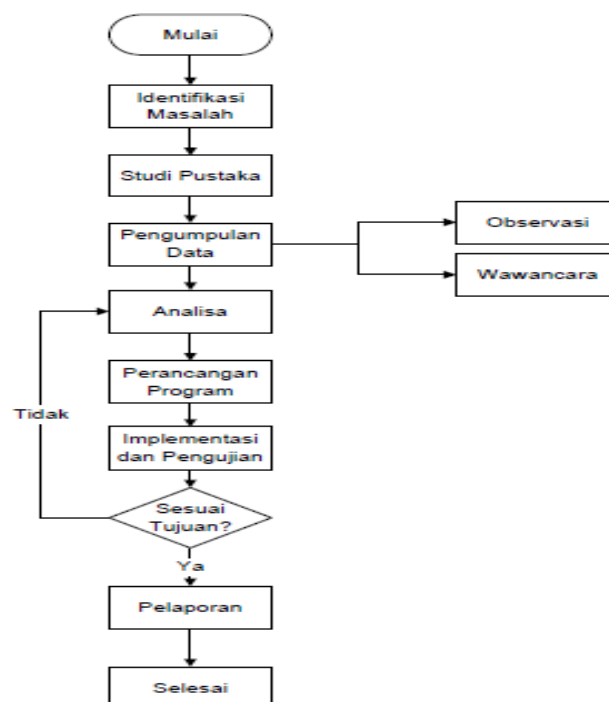 Mulai
Identifikasi
Masalah
Studi Pustaka
Pengumpulan
Data
Observasi
Wawancara
Analisa
Perancangan
Program
Tidak
Implementasi
dan Pengujian
Sesuai
Tujuan?
Ya
Pelaporan
Selesai